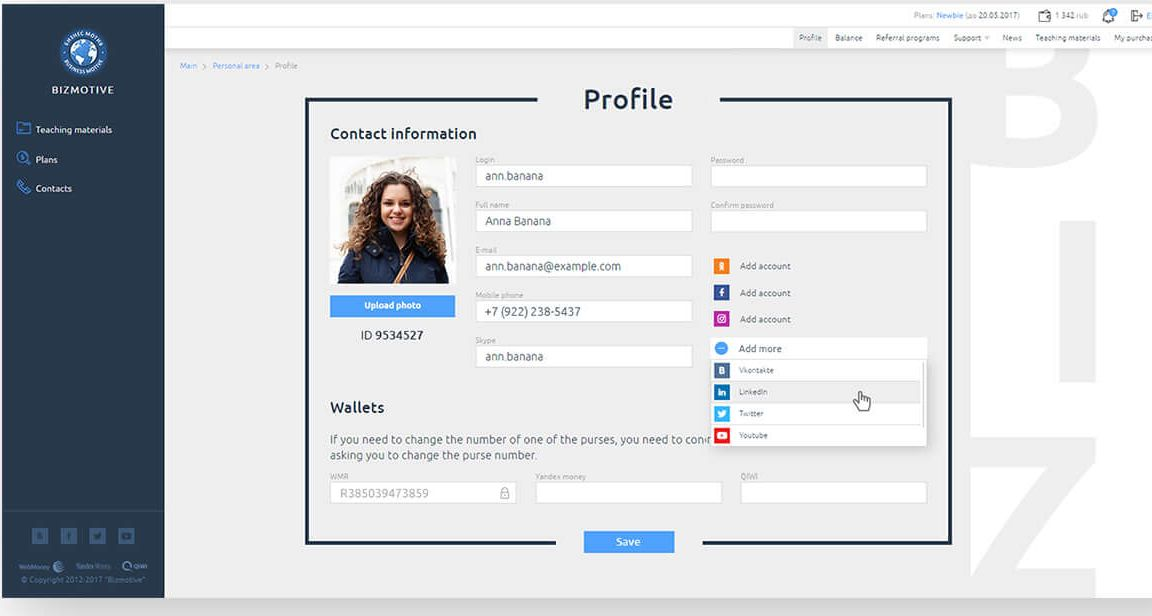 BIZMOTIVE
Teaching materials
Plans
Contacts
WebMoney
QIWI
© Copyright 2012-2017 "Bizmotive"
Plans: Newbie (до 20.05.2017)
1 342 rub
Profile
Balance
Referral programs
Support
News
Teaching materials
My purcha
Main > Personal area > Profile
Profile
Contact information
Upload photo
ID 9534527
Login
ann.banana
Full name
Anna Banana
E-mail
ann.banana@example.com
Mobile phone
+7 (922) 238-5437
Skype
ann.banana
Password
Confirm password
Add account
Add account
Add account
Add more
Vkontakte
LinkedIn
Twitter
Youtube
Wallets
If you need to change the number of one of the purses, you need to con
asking you to change the purse number.
WMR
R385039473859
Yandex money
QIWI
Save
B
I
Z